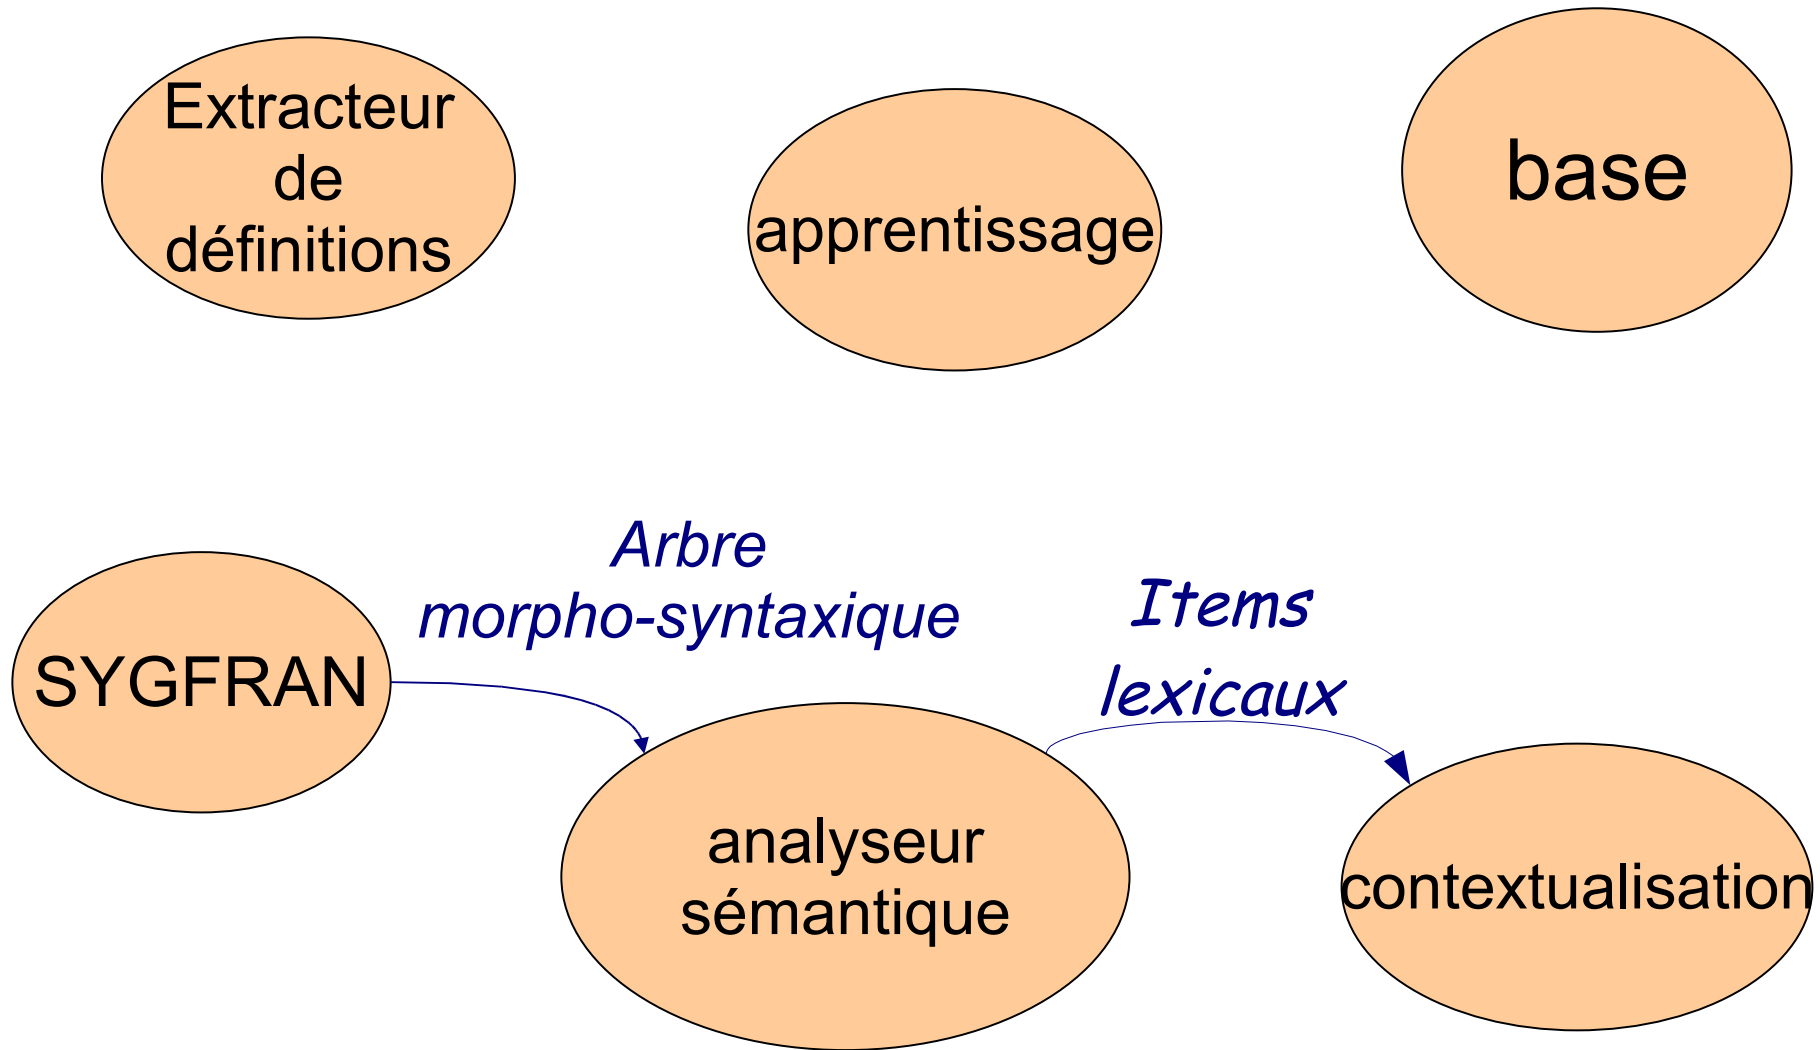 Extracteur
de
définitions
apprentissage
base
Arbre
morpho-syntaxique
Items
lexicaux
SYGFRAN
analyseur
sémantique
contextualisation